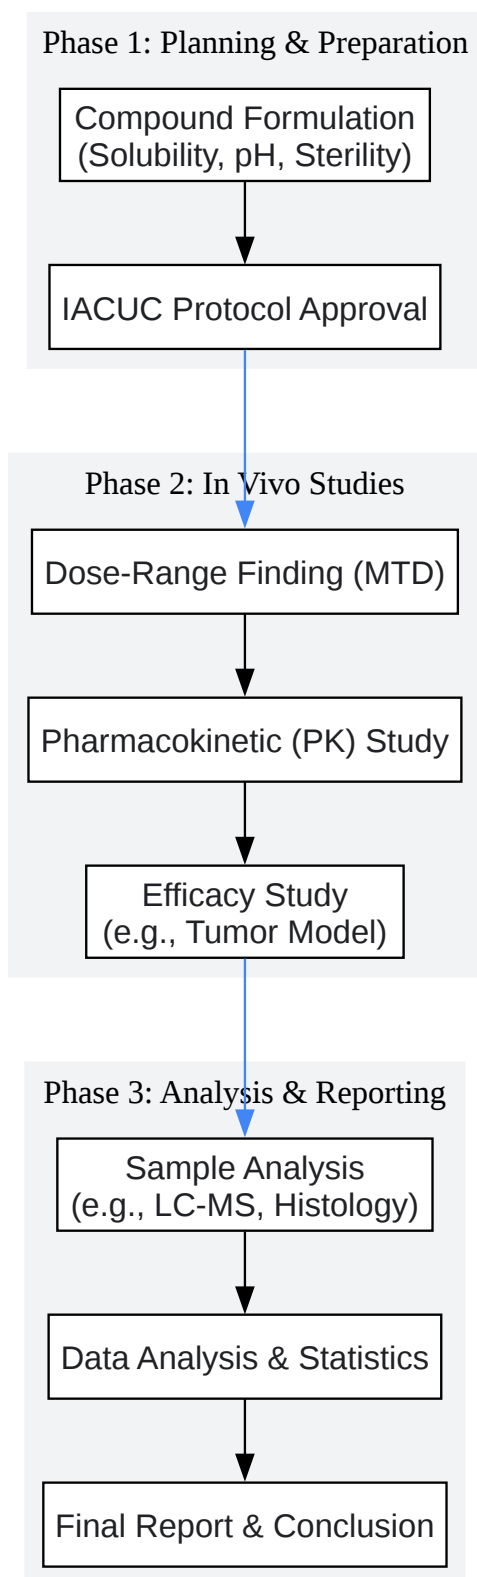 Phase 1: Planning & Preparation
Compound Formulation
(Solubility, pH, Sterility)
IACUC Protocol Approval
Phase 2: In Vivo Studies
Dose-Range Finding (MTD)
Pharmacokinetic (PK) Study
Efficacy Study
(e.g., Tumor Model)
Phase 3: Analysis & Reporting
Sample Analysis
(e.g., LC-MS, Histology)
Data Analysis & Statistics
Final Report & Conclusion